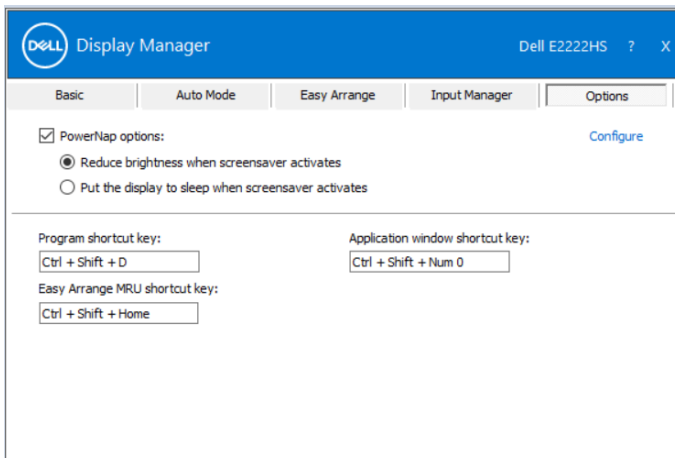 DELL Display Manager Dell E2222HS ? X
Basic Auto Mode Easy Arrange Input Manager Options
PowerNap options: Configure
Reduce brightness when screensaver activates
Put the display to sleep when screensaver activates
Program shortcut key: Application window shortcut key:
Ctrl + Shift + D Ctrl + Shift + Num 0
Easy Arrange MRU shortcut key:
Ctrl + Shift + Home